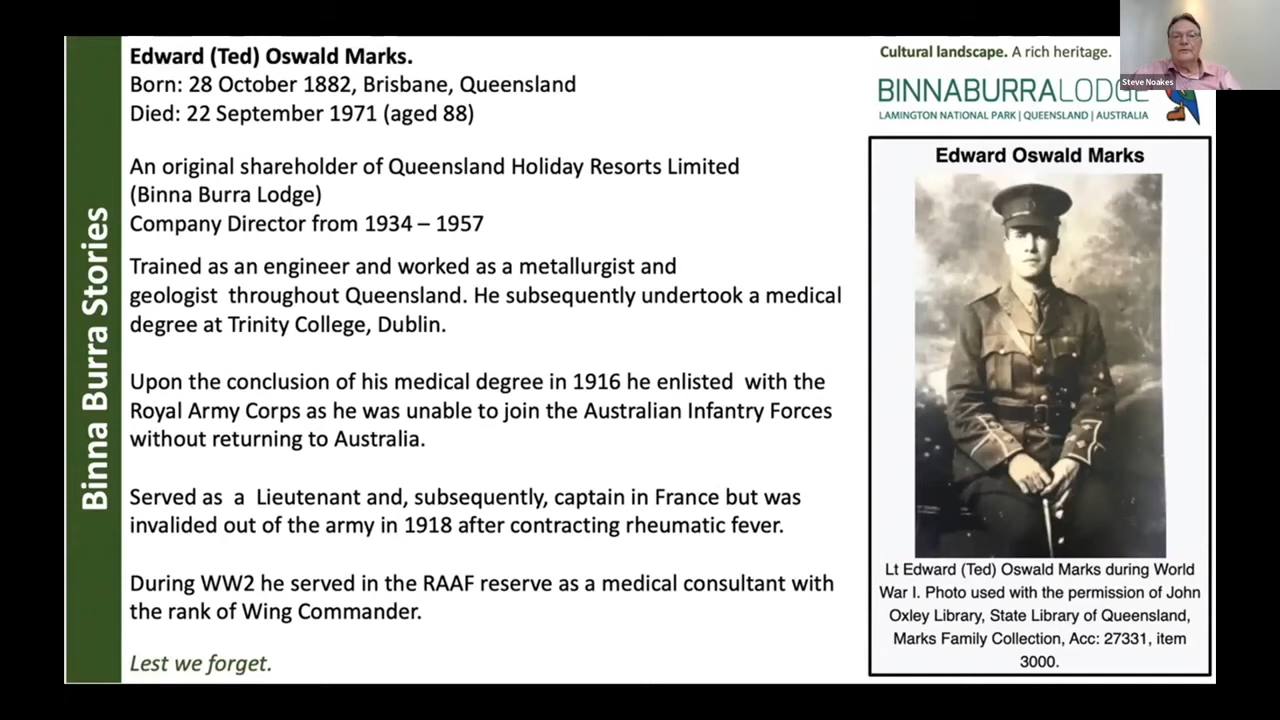 Binna Burra Stories
Edward (Ted) Oswald Marks.
Born: 28 October 1882, Brisbane, Queensland
Died: 22 September 1971 (aged 88)
An original shareholder of Queensland Holiday Resorts Limited
(Binna Burra Lodge)
Company Director from 1934 – 1957
Trained as an engineer and worked as a metallurgist and
geologist throughout Queensland. He subsequently undertook a medical
degree at Trinity College, Dublin.
Upon the conclusion of his medical degree in 1916 he enlisted with the
Royal Army Corps as he was unable to join the Australian Infantry Forces
without returning to Australia.
Served as a Lieutenant and, subsequently, captain in France but was
invalided out of the army in 1918 after contracting rheumatic fever.
During WW2 he served in the RAAF reserve as a medical consultant with
the rank of Wing Commander.
Lest we forget.
Cultural landscape. A rich heritage.
Steve Noakes
BINNABURRALODGE
LAMINGTON NATIONAL PARK | QUEENSLAND | AUSTRALIA
Edward Oswald Marks
Lt Edward (Ted) Oswald Marks during World
War I. Photo used with the permission of John
Oxley Library, State Library of Queensland,
Marks Family Collection, Acc: 27331, item
3000.